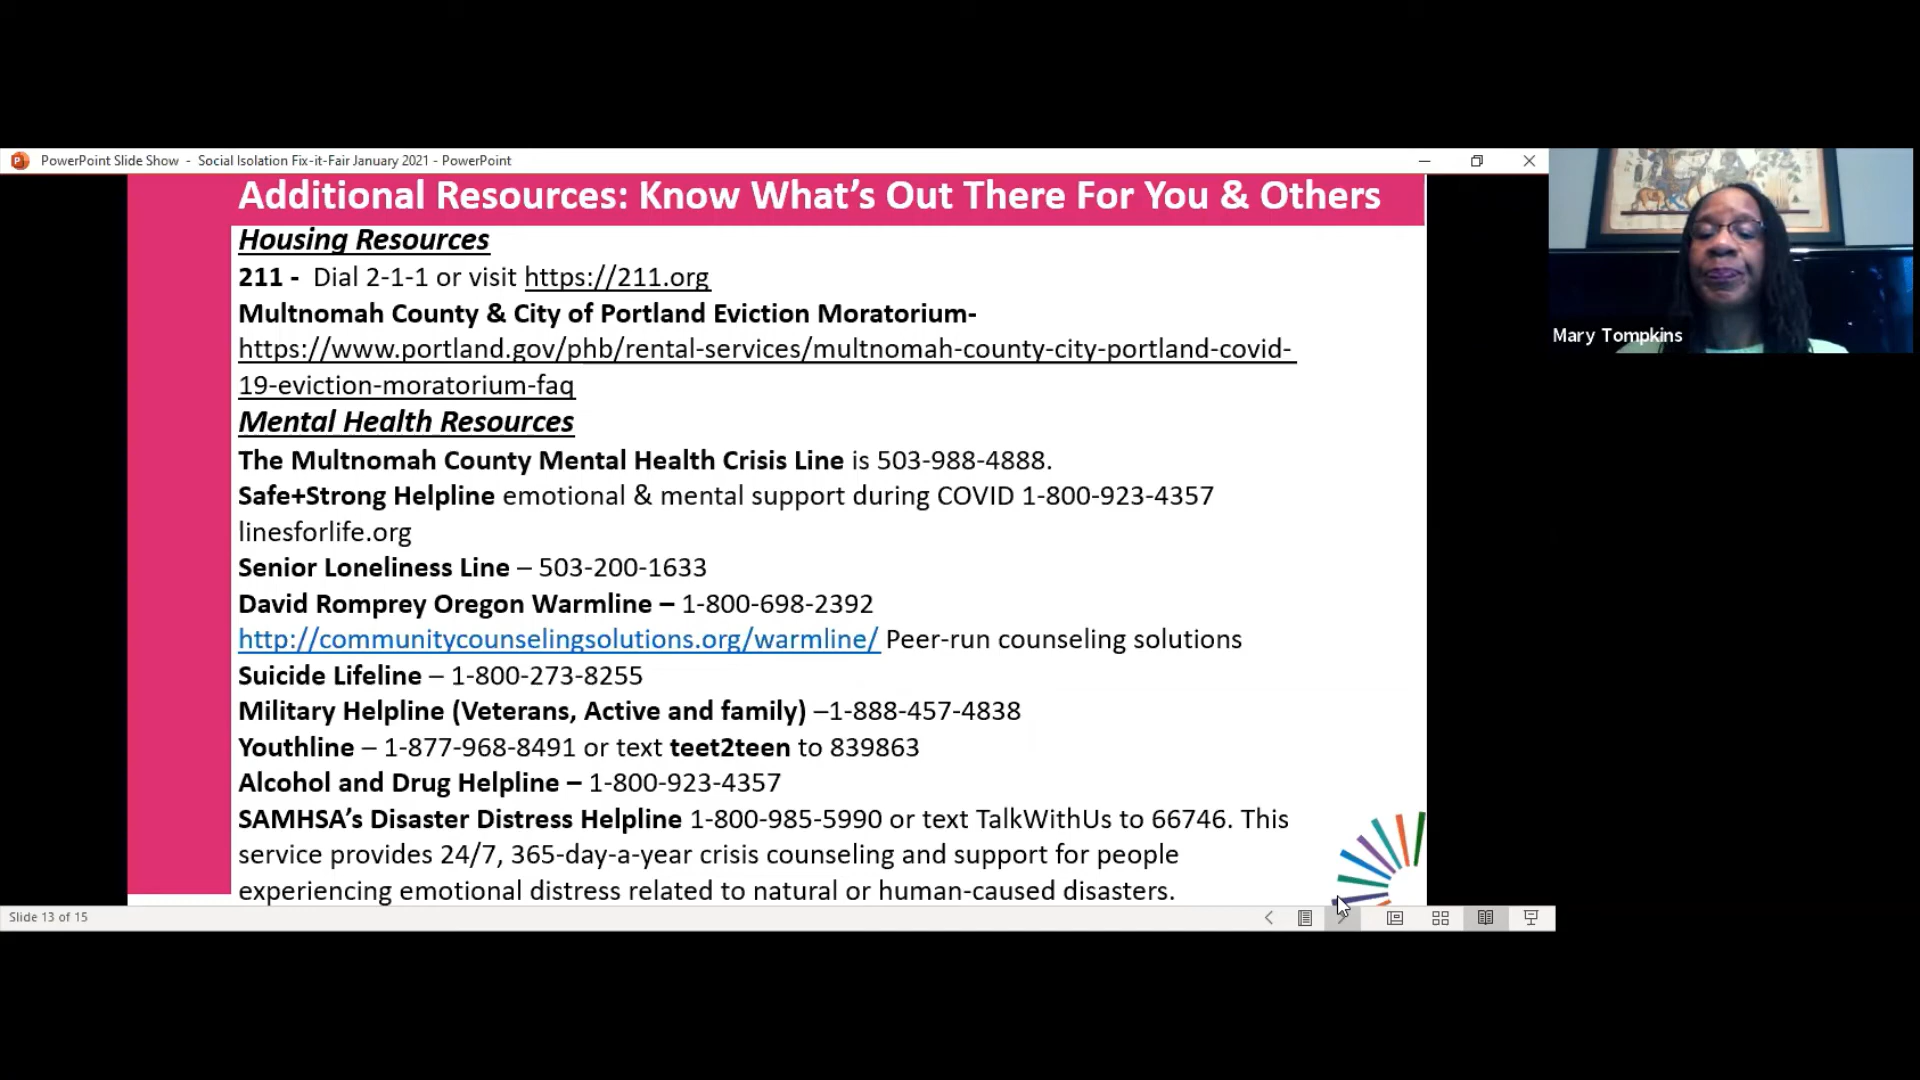 PowerPoint Slide Show - Social Isolation Fix-it-Fair January 2021 - PowerPoint
Additional Resources: Know What's Out There For You & Others
Housing Resources
211 - Dial 2-1-1 or visit https://211.org
Multnomah County & City of Portland Eviction Moratorium-
https://www.portland.gov/phb/rental-services/multnomah-county-city-portland-covid-
19-eviction-moratorium-faq
Mental Health Resources
The Multnomah County Mental Health Crisis Line is 503-988-4888.
Safe+Strong Helpline emotional & mental support during COVID 1-800-923-4357
linesforlife.org
Senior Loneliness Line – 503-200-1633
David Romprey Oregon Warmline – 1-800-698-2392
http://communitycounselingsolutions.org/warmline/ Peer-run counseling solutions
Suicide Lifeline – 1-800-273-8255
Military Helpline (Veterans, Active and family) –1-888-457-4838
Youthline – 1-877-968-8491 or text teet2teen to 839863
Alcohol and Drug Helpline – 1-800-923-4357
SAMHSA's Disaster Distress Helpline 1-800-985-5990 or text TalkWithUs to 66746. This
service provides 24/7, 365-day-a-year crisis counseling and support for people
experiencing emotional distress related to natural or human-caused disasters.
Slide 13 of 15
Mary Tompkins